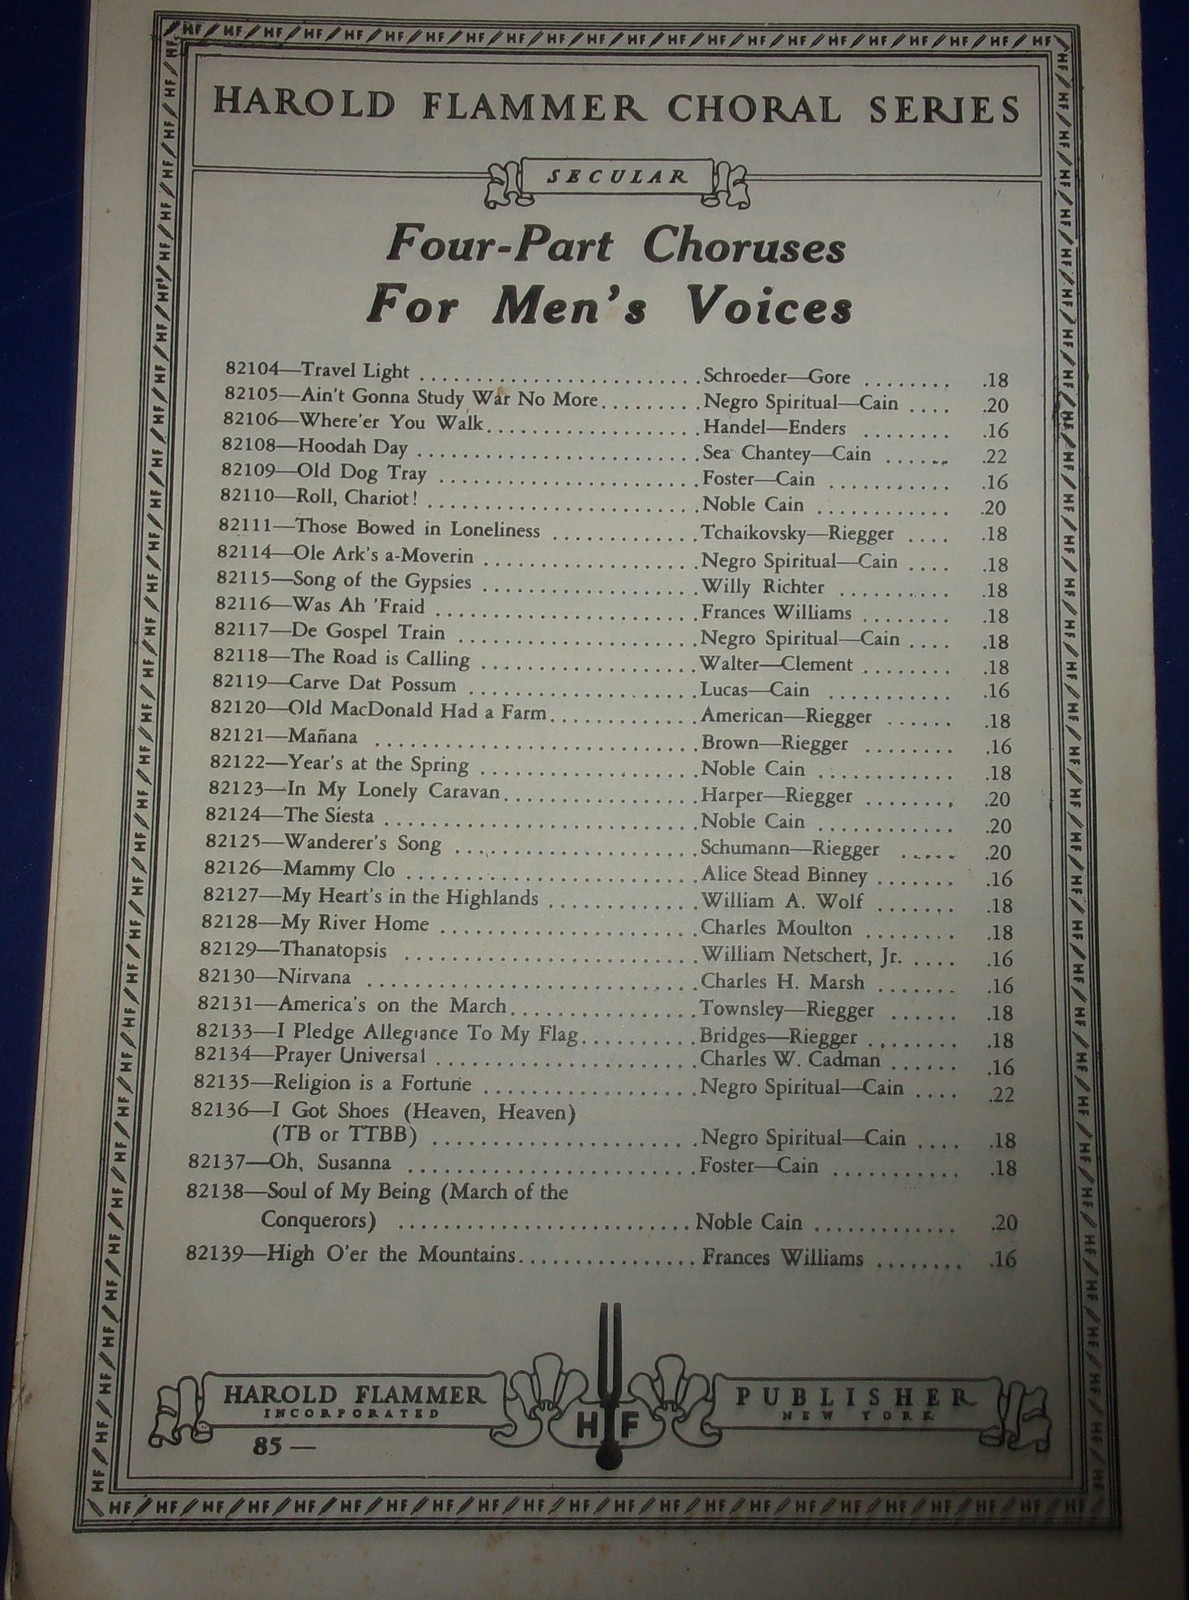 HAROLD FLAMMER CHORAL SERIES
SECULAR
Four-Part Choruses
For Men's Voices
82104—Travel Light ........................ Schroeder—Gore ........ .18
82105—Ain't Gonna Study War No More......... Negro Spiritual—Cain .... .20
82106—Where'er You Walk................... Handel—Enders ........ .16
82108—Hoodah Day ........................ Sea Chantey—Cain ...... .22
82109—Old Dog Tray ...................... Foster—Cain ........... .16
82110—Roll, Chariot! ....................... Noble Cain ............ .20
82111—Those Bowed in Loneliness ............. Tchaikovsky—Riegger .... .18
82114—Ole Ark's a-Moverin .................. Negro Spiritual—Cain .... .18
82115—Song of the Gypsies .................. Willy Richter .......... .18
82116—Was Ah 'Fraid ...................... Frances Williams ........ .18
82117—De Gospel Train .................... Negro Spiritual—Cain .... .18
82118—The Road is Calling .................. Walter—Clement ........ .18
82119—Carve Dat Possum ................... Lucas—Cain ........... .16
82120—Old MacDonald Had a Farm............. American—Riegger ...... .18
82121—Mañana ........................... Brown—Riegger ........ .16
82122—Year's at the Spring .................. Noble Cain ............ .18
82123—In My Lonely Caravan................. Harper—Riegger ........ .20
82124—The Siesta .......................... Noble Cain ............ .20
82125—Wanderer's Song .................... Schumann—Riegger ..... .20
82126—Mammy Clo ........................ Alice Stead Binney ....... .16
82127—My Heart's in the Highlands ............. William A. Wolf ....... .18
82128—My River Home ..................... Charles Moulton ........ .18
82129—Thanatopsis ........................ William Netschert, Jr. .... .16
82130—Nirvana ........................... Charles H. Marsh ....... .16
82131—America's on the March................ Townsley—Riegger ...... .18
82133—I Pledge Allegiance To My Flag........... Bridges—Riegger ........ .18
82134—Prayer Universal ..................... Charles W. Cadman ...... .16
82135—Religion is a Fortune .................. Negro Spiritual—Cain .... .22
82136—I Got Shoes (Heaven, Heaven)
(TB or TTBB) ....................... Negro Spiritual—Cain .... .18
82137—Oh, Susanna ........................ Foster—Cain ........... .18
82138—Soul of My Being (March of the
Conquerors) ......................... Noble Cain ............ .20
82139—High O'er the Mountains................ Frances Williams ........ .16
HAROLD FLAMMER
INCORPORATED
HF
PUBLISHER
NEW YORK
85 —